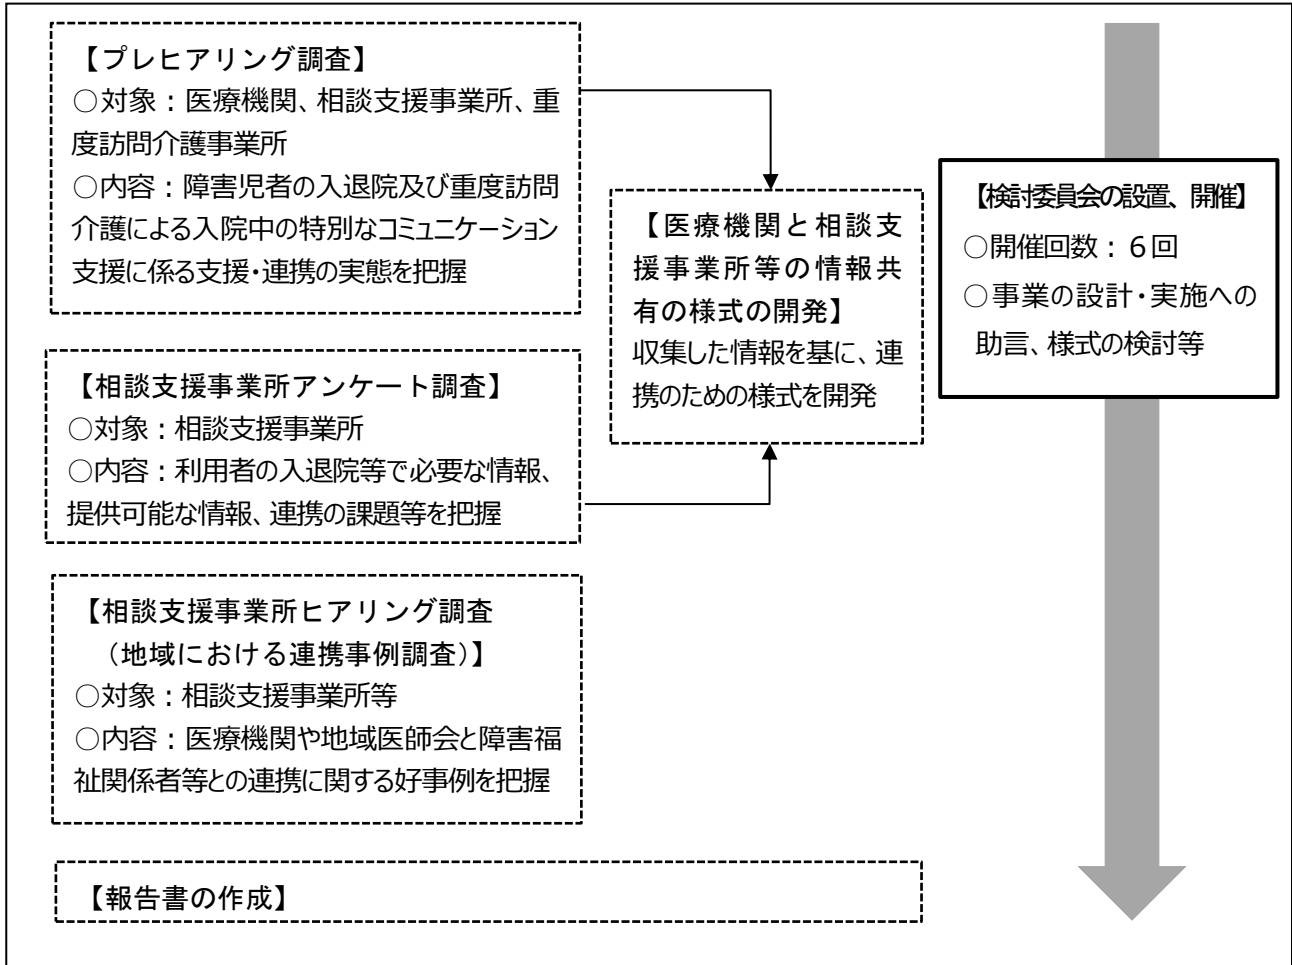 【プレヒアリング調査】
○対象：医療機関、相談支援事業所、重
度訪問介護事業所
○内容：障害児者の入退院及び重度訪問
介護による入院中の特別なコミュニケーション
支援に係る支援・連携の実態を把握
【相談支援事業所アンケート調査】
○対象：相談支援事業所
○内容：利用者の入退院等で必要な情報、
提供可能な情報、連携の課題等を把握
【相談支援事業所ヒアリング調査
（地域における連携事例調査）】
○対象：相談支援事業所等
○内容：医療機関や地域医師会と障害福
祉関係者等との連携に関する好事例を把握
【医療機関と相談支
援事業所等の情報共
有の様式の開発】
収集した情報を基に、連
携のための様式を開発
【検討委員会の設置、開催】
○開催回数：６回
○事業の設計・実施への
助言、様式の検討等
【報告書の作成】